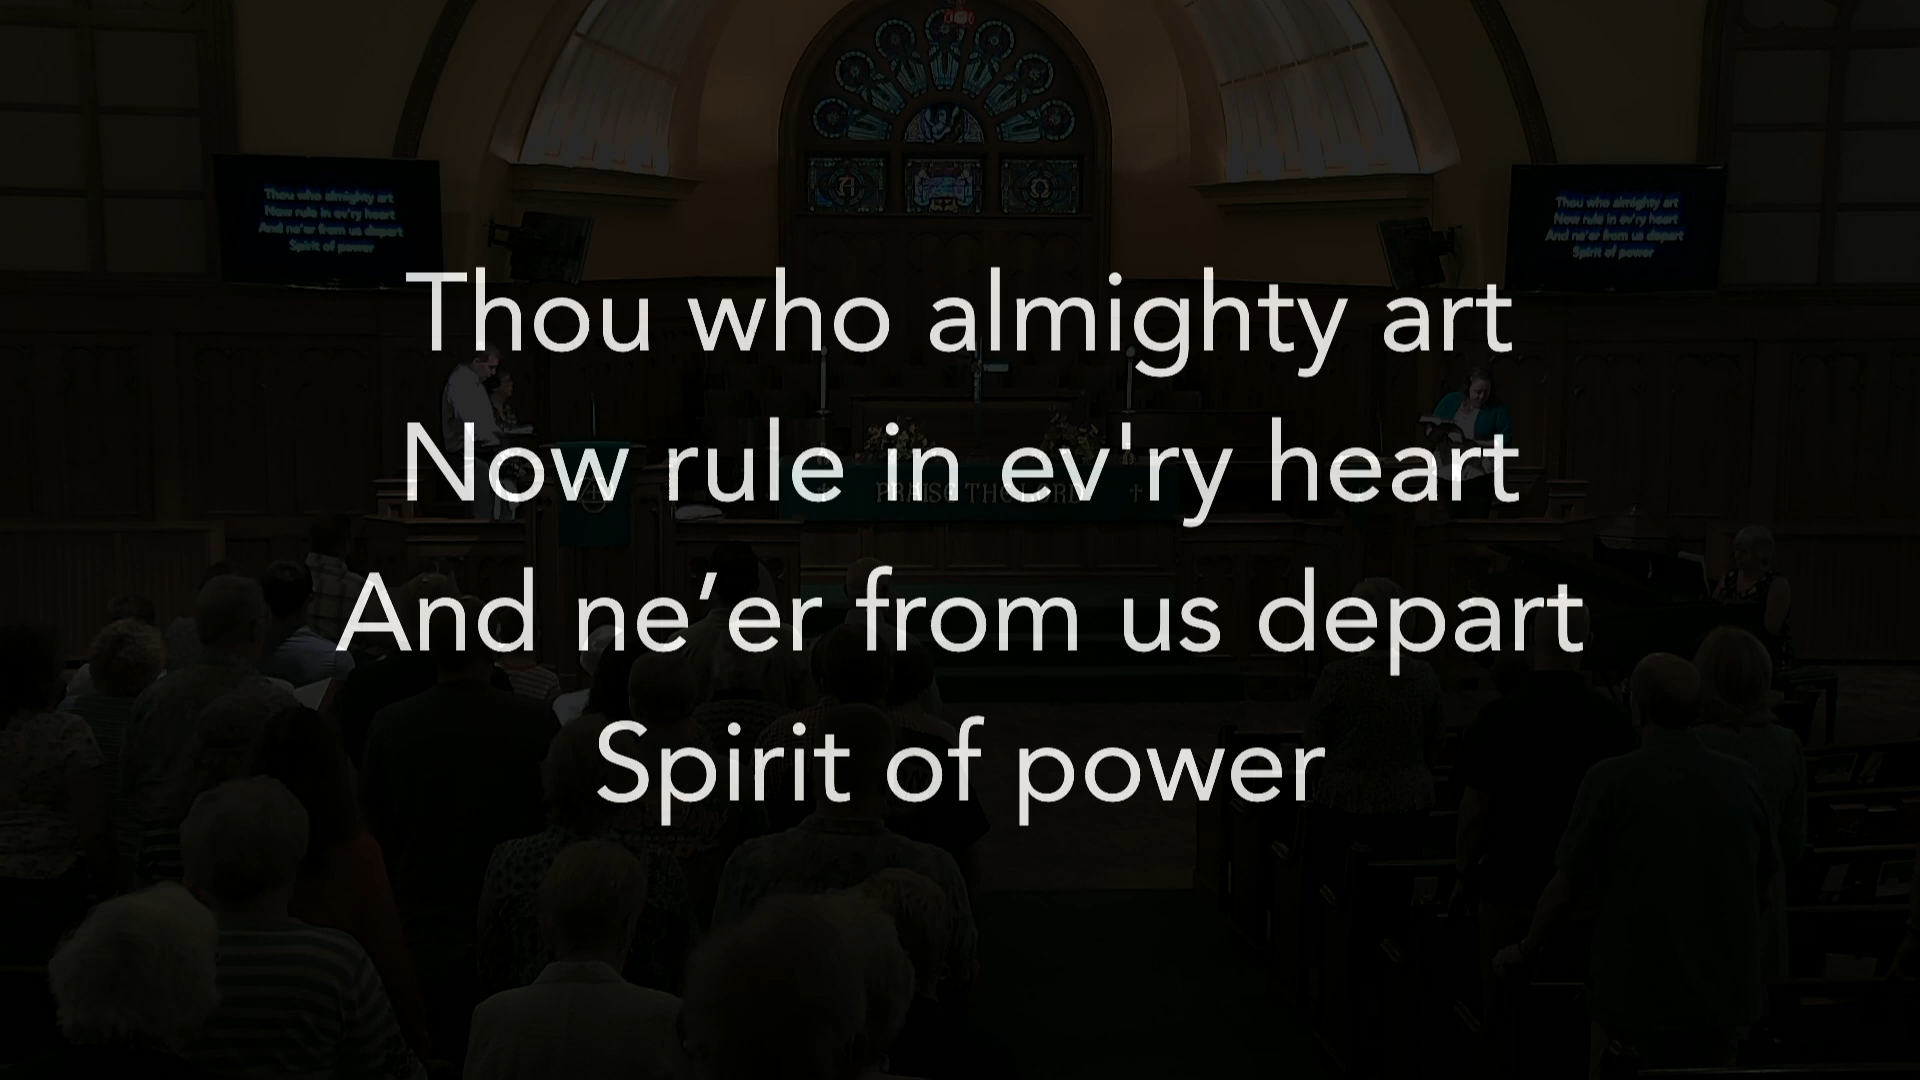 Thou who almighty art
Now rule in ev'ry heart
And ne’er from us depart
Spirit of power
Thou who almighty art
Now rule in ev'ry heart
And ne'er from us depart
Spirit of power
Thou who almighty art
Now rule in ev'ry heart
And ne'er from us depart
Spirit of power
A
Ω
PRAISE THE LORD